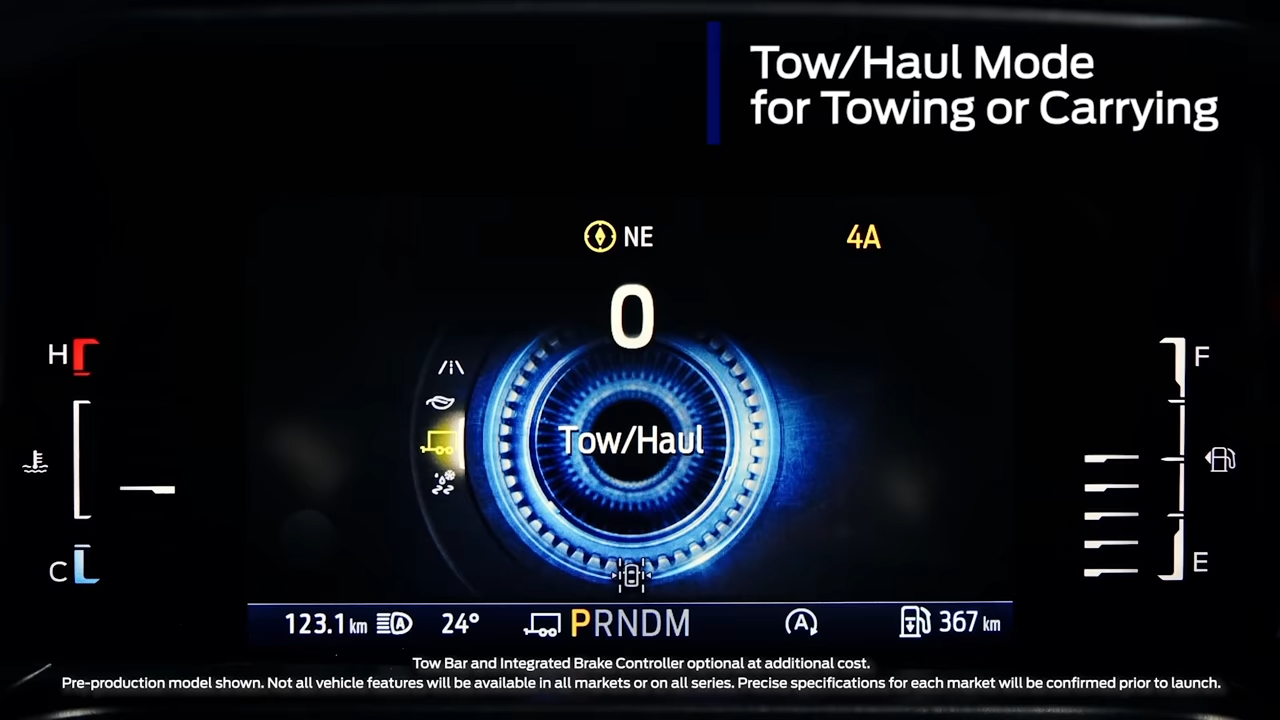 Tow/Haul Mode
for Towing or Carrying
NE
4A
0
H
F
Tow/Haul
C
E
123.1 km
A
24°
PRNDM
A
367 km
Tow Bar and Integrated Brake Controller optional at additional cost.
Pre-production model shown. Not all vehicle features will be available in all markets or on all series. Precise specifications for each market will be confirmed prior to launch.